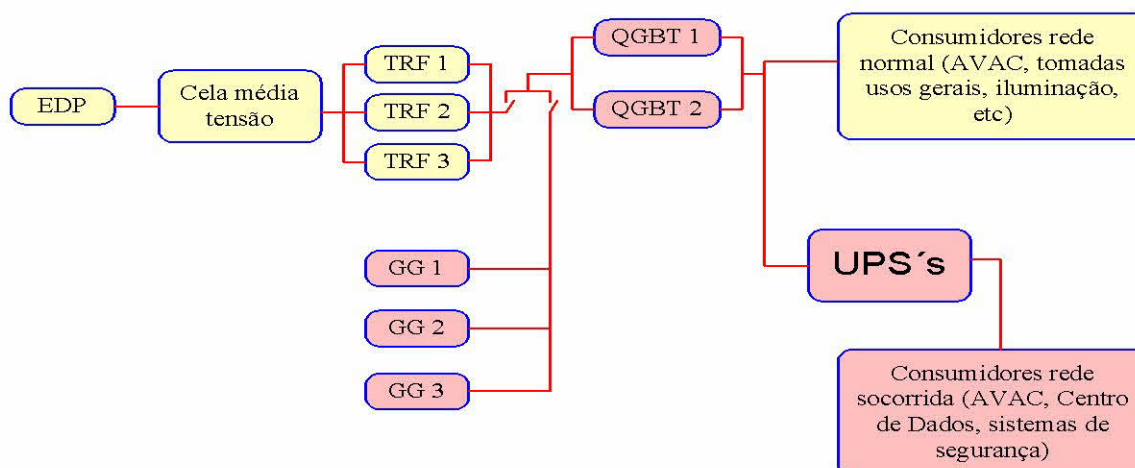 EDP
Cela média
tensão
TRF 1
TRF 2
TRF 3
GG 1
GG 2
GG 3
QGBT 1
QGBT 2
Consumidores rede
normal (AVAC, tomadas
usos gerais, iluminação,
etc)
UPS´s
Consumidores rede
socorrida (AVAC, Centro
de Dados, sistemas de
segurança)